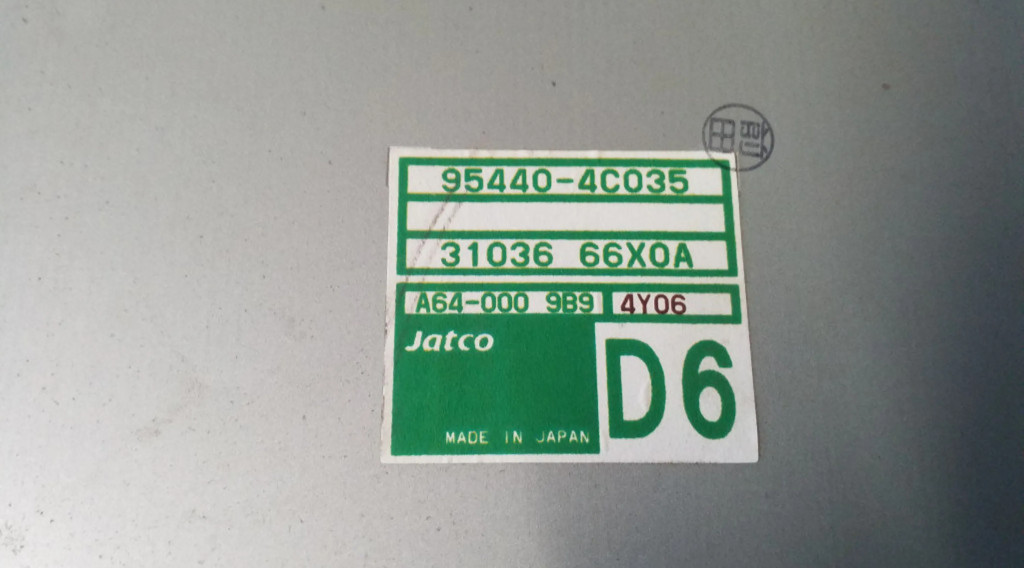 95440-4C035
31036 66X0A
A64-000 9B9 4Y06
Jatco
D6
MADE IN JAPAN